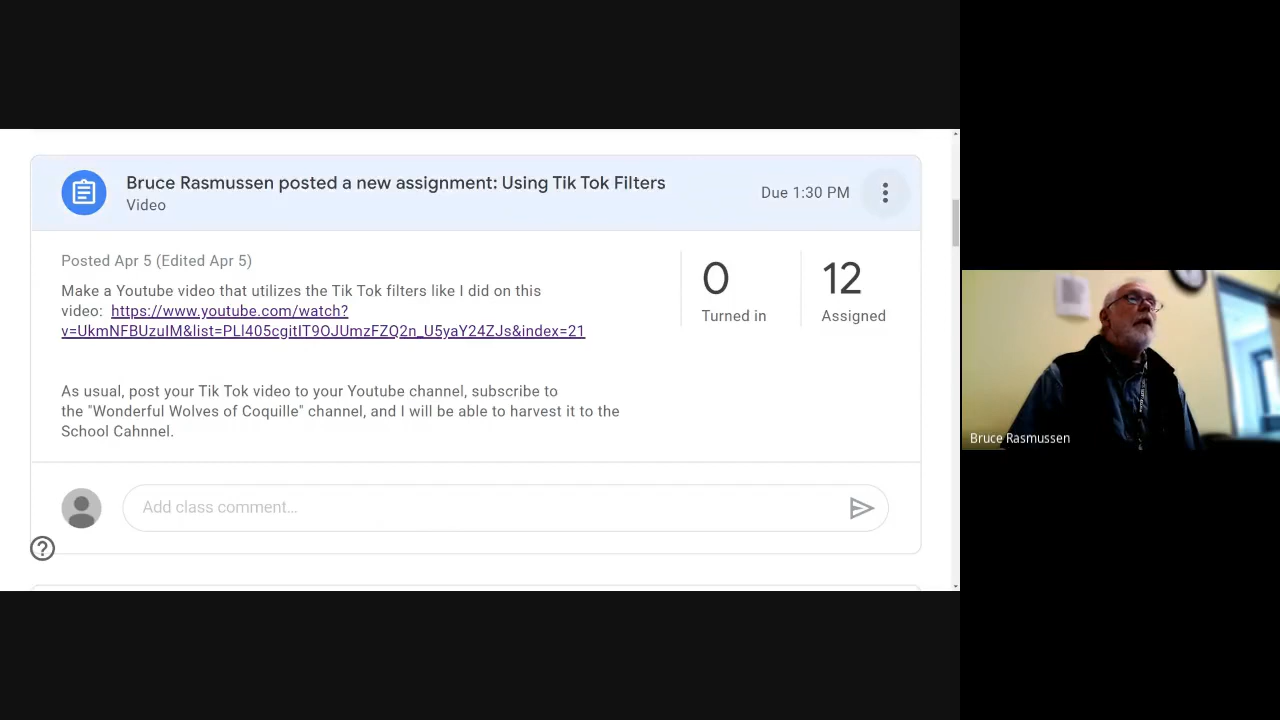 Bruce Rasmussen posted a new assignment: Using Tik Tok Filters
Video
Due 1:30 PM
Posted Apr 5 (Edited Apr 5)
Make a Youtube video that utilizes the Tik Tok filters like I did on this
video: https://www.youtube.com/watch?
v=UkmNFBUzuIM&list=PLl405cgitIT9OJUmzFZQ2n_U5yaY24ZJs&index=21
0
Turned in
12
Assigned
As usual, post your Tik Tok video to your Youtube channel, subscribe to
the "Wonderful Wolves of Coquille" channel, and I will be able to harvest it to the
School Cahnnel.
Add class comment...
Bruce Rasmussen